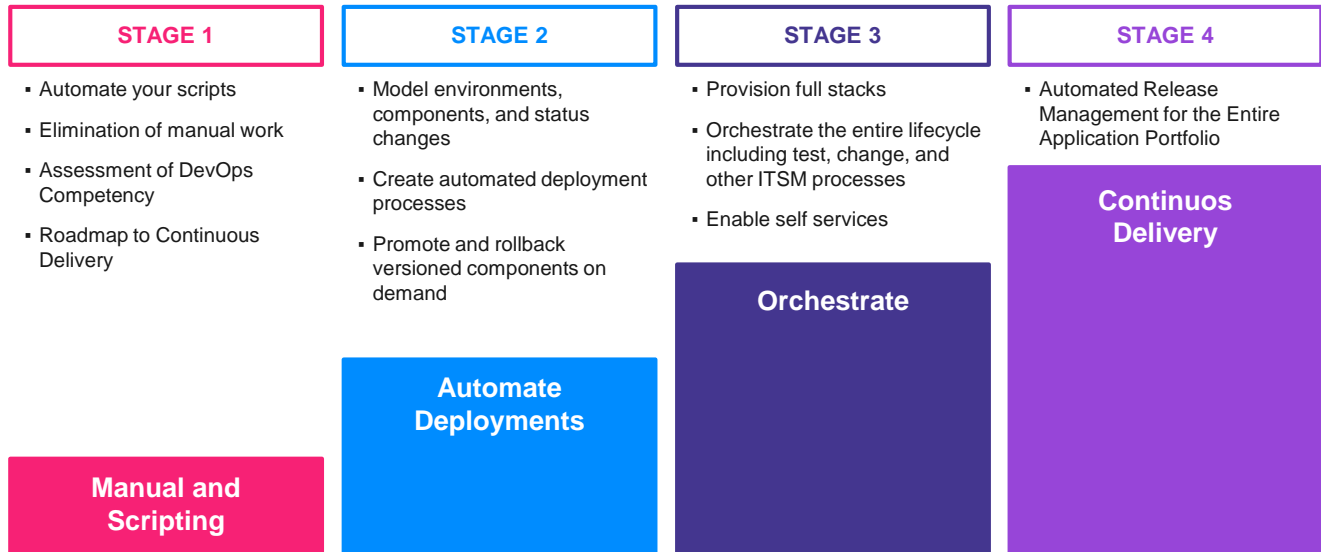 STAGE 1
▪ Automate your scripts
▪ Elimination of manual work
▪ Assessment of DevOps
Competency
▪ Roadmap to Continuous
Delivery
Manual and
Scripting
STAGE 2
▪ Model environments,
components, and status
changes
▪ Create automated deployment
processes
▪ Promote and rollback
versioned components on
demand
Automate
Deployments
STAGE 3
▪ Provision full stacks
▪ Orchestrate the entire lifecycle
including test, change, and
other ITSM processes
▪ Enable self services
Orchestrate
STAGE 4
▪ Automated Release
Management for the Entire
Application Portfolio
Continuos
Delivery